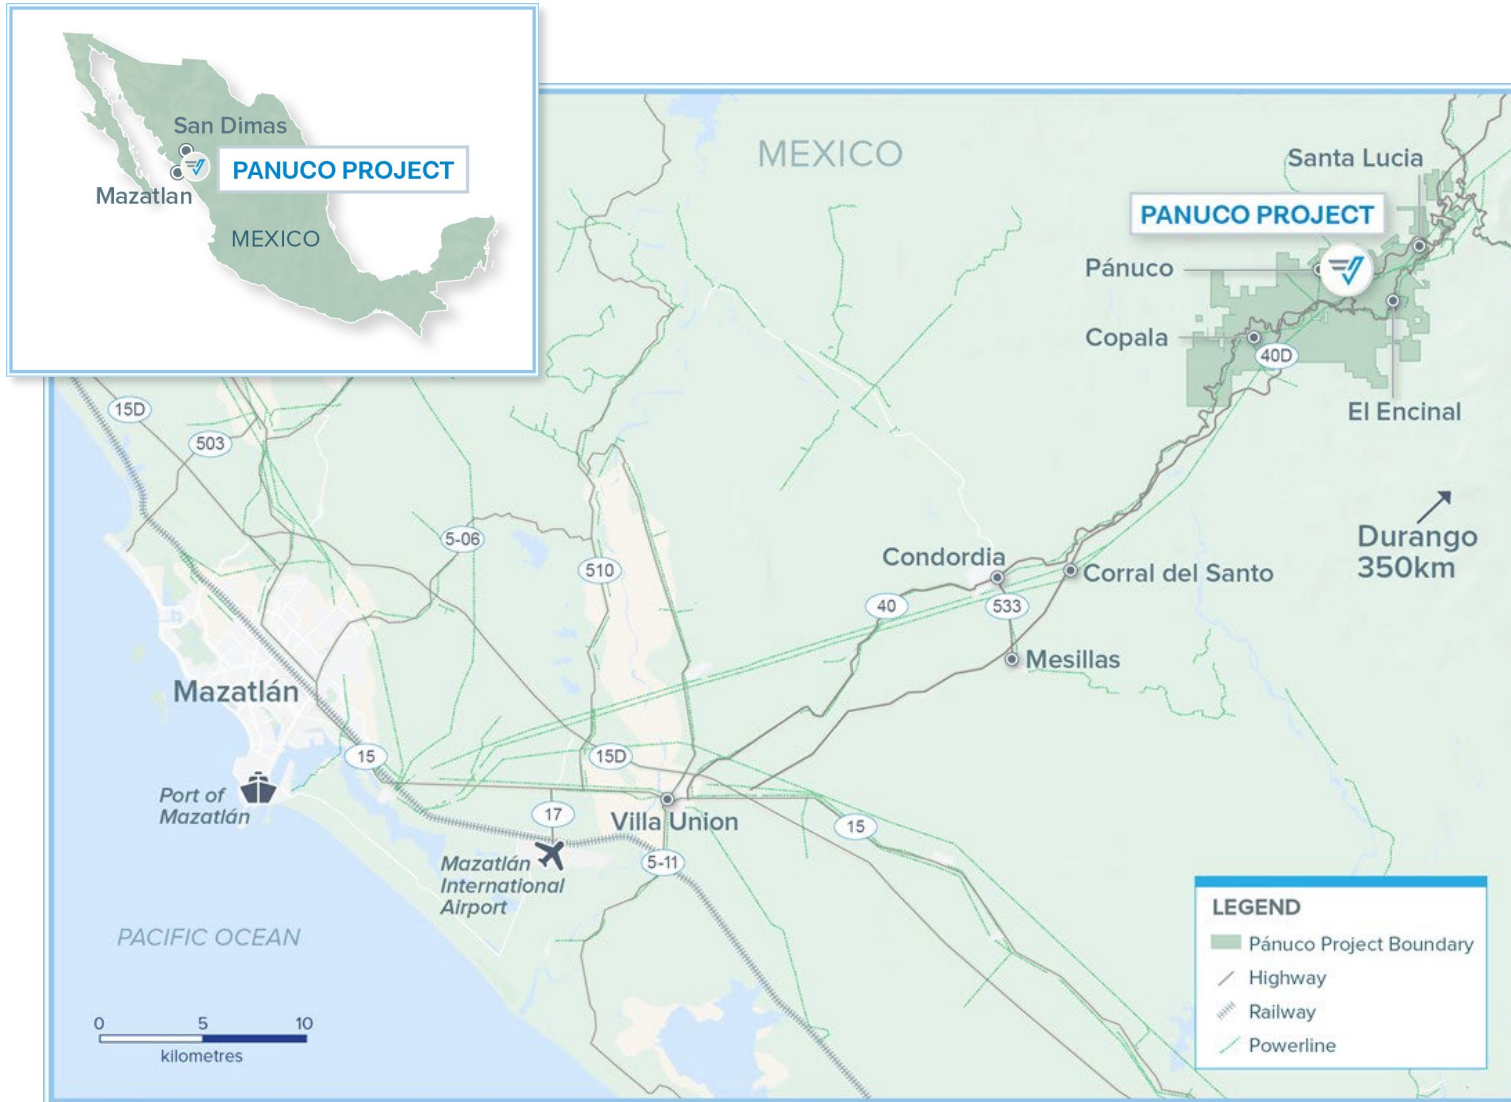 San Dimas
PANUCO PROJECT
Mazatlan
MEXICO
MEXICO
Santa Lucia
PANUCO PROJECT
Pánuco
Copala
40D
El Encinal
15D
503
Durango
350km
5-06
510
Condordia
Corral del Santo
40
533
Mesillas
Mazatlán
15
15D
Port of
Mazatlán
17
Villa Union
15
Mazatlán
International
Airport
5-11
PACIFIC OCEAN
LEGEND
Pánuco Project Boundary
Highway
Railway
Powerline
0 5 10
kilometres